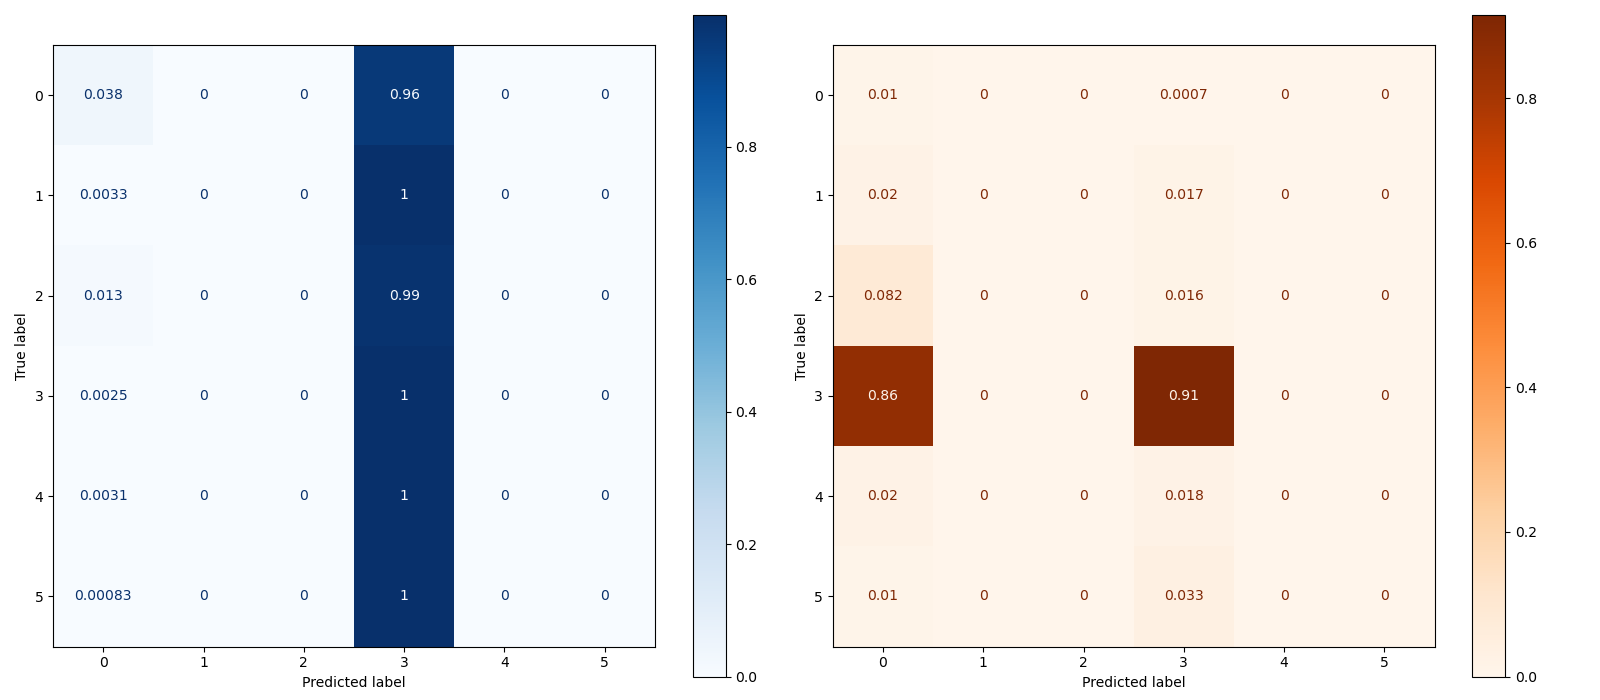 0 0.038 0 0 0.96 0 0
1 0.0033 0 0 1 0 0
2 0.013 0 0 0.99 0 0
3 0.0025 0 0 1 0 0
4 0.0031 0 0 1 0 0
5 0.00083 0 0 1 0 0
0 1 2 3 4 5
Predicted label
True label
0.8
0.6
0.4
0.2
0.0
0 0.01 0 0 0.0007 0 0
1 0.02 0 0 0.017 0 0
2 0.082 0 0 0.016 0 0
3 0.86 0 0 0.91 0 0
4 0.02 0 0 0.018 0 0
5 0.01 0 0 0.033 0 0
0 1 2 3 4 5
Predicted label
True label
0.8
0.6
0.4
0.2
0.0